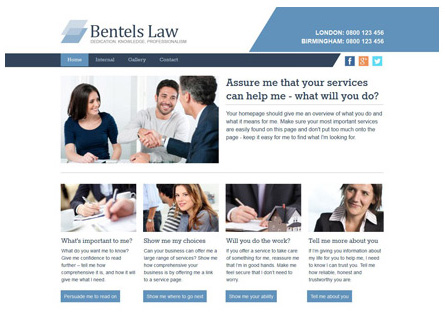 Bentels Law
DEDICATION, KNOWLEDGE, PROFESSIONALISM
LONDON: 0800 123 456
BIRMINGHAM: 0800 123 456
Home Internal Gallery Contact
Assure me that your services
can help me - what will you do?
Your homepage should give me an overview of what you do and
what it means for me. Make sure your most important services
are easily found on this page and don't put too much onto the
page - keep it easy for me to find what I'm looking for.
What's important to me?
What do you want me to know?
Give me confidence to read
further – tell me how
comprehensive it is, and how it will
give me what I need.
Persuade me to read on
Show me my choices
Can your business can offer me a
large range of services? Show me
how comprehensive your
business is by offering me a link
to a service page.
Show me where to go next
Will you do the work?
If you offer a service to take care
of something for me, reassure me
that I'm in good hands. Make me
feel secure that I don't need to
worry.
Show me your ability
Tell me more about you
If I'm giving you information about
my life for you to help me, I need
to know I can trust you. Tell me
how reliable, honest and
trustworthy you are.
Tell me about you